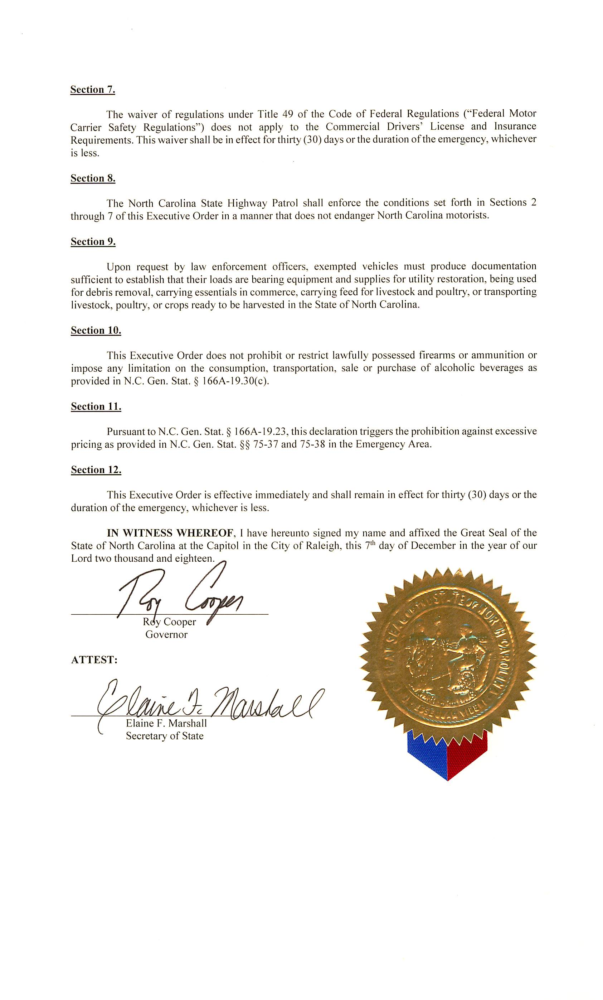 Section 7.
The waiver of regulations under Title 49 of the Code of Federal Regulations (“Federal Motor
Carrier Safety Regulations”) does not apply to the Commercial Drivers’ License and Insurance
Requirements. This waiver shall be in effect for thirty (30) days or the duration of the emergency, whichever
is less.
Section 8.
The North Carolina State Highway Patrol shall enforce the conditions set forth in Sections 2
through 7 of this Executive Order in a manner that does not endanger North Carolina motorists.
Section 9.
Upon request by law enforcement officers, exempted vehicles must produce documentation
sufficient to establish that their loads are bearing equipment and supplies for utility restoration, being used
for debris removal, carrying essentials in commerce, carrying feed for livestock and poultry, or transporting
livestock, poultry, or crops ready to be harvested in the State of North Carolina.
Section 10.
This Executive Order does not prohibit or restrict lawfully possessed firearms or ammunition or
impose any limitation on the consumption, transportation, sale or purchase of alcoholic beverages as
provided in N.C. Gen. Stat. § 166A-19.30(c).
Section 11.
Pursuant to N.C. Gen. Stat. § 166A-19.23, this declaration triggers the prohibition against excessive
pricing as provided in N.C. Gen. Stat. §§ 75-37 and 75-38 in the Emergency Area.
Section 12.
This Executive Order is effective immediately and shall remain in effect for thirty (30) days or the
duration of the emergency, whichever is less.
IN WITNESS WHEREOF, I have hereunto signed my name and affixed the Great Seal of the
State of North Carolina at the Capitol in the City of Raleigh, this 7th day of December in the year of our
Lord two thousand and eighteen.
Roy Cooper
Roy Cooper
Governor
ATTEST:
Elaine F. Marshall
Elaine F. Marshall
Secretary of State
SEAL OF THE STATE OF NORTH CAROLINA